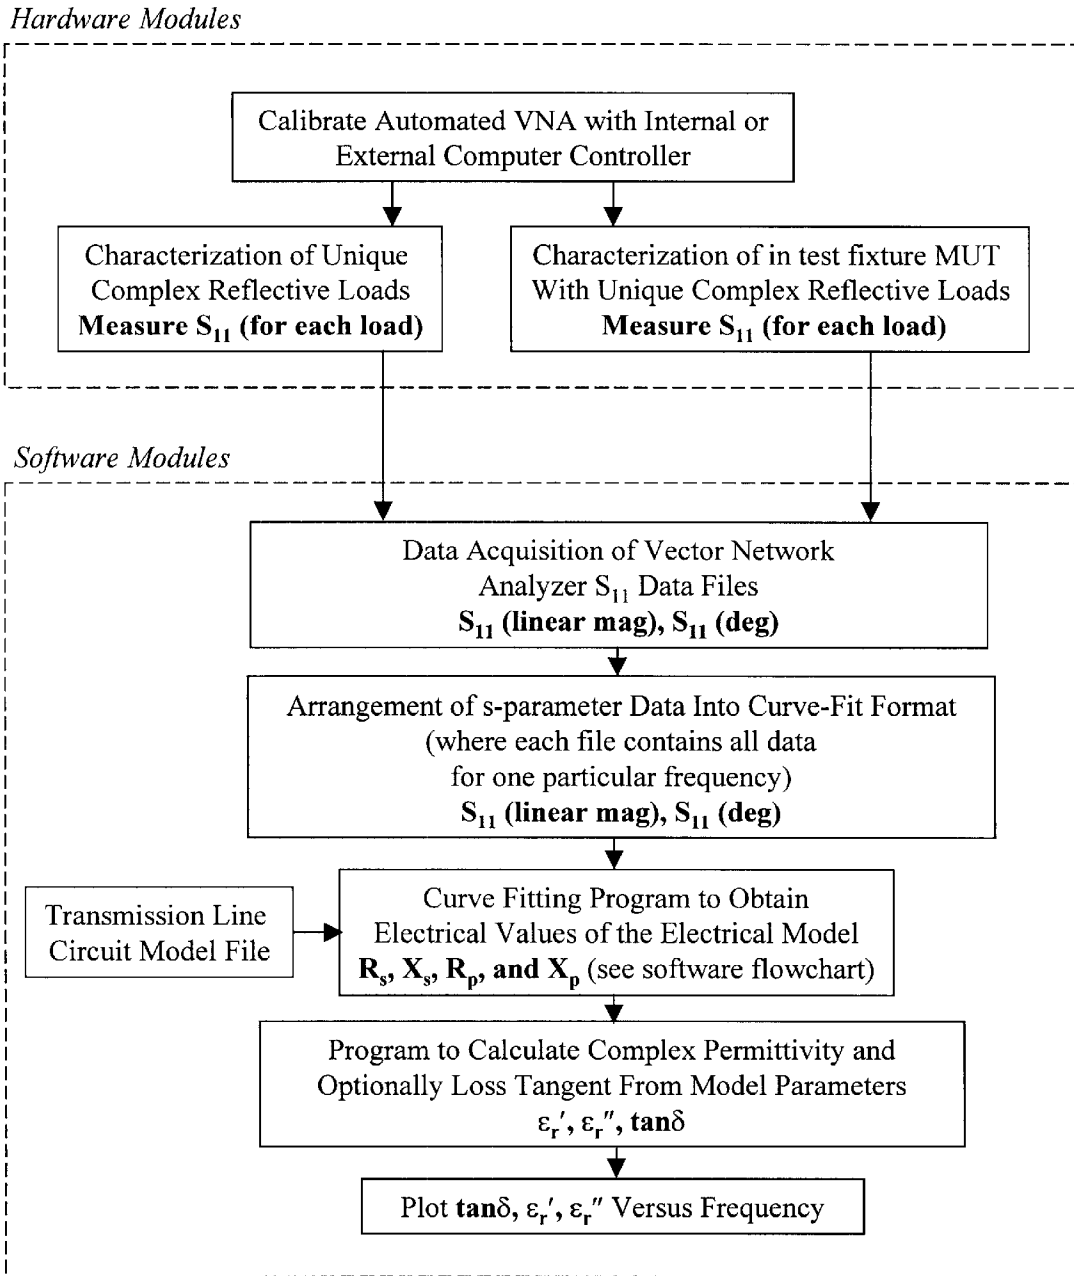 Hardware Modules
Calibrate Automated VNA with Internal or
External Computer Controller
Characterization of Unique
Complex Reflective Loads
Measure S₁₁ (for each load)
Characterization of in test fixture MUT
With Unique Complex Reflective Loads
Measure S₁₁ (for each load)
Software Modules
Data Acquisition of Vector Network
Analyzer S₁₁ Data Files
S₁₁ (linear mag), S₁₁ (deg)
Arrangement of s-parameter Data Into Curve-Fit Format
(where each file contains all data
for one particular frequency)
S₁₁ (linear mag), S₁₁ (deg)
Transmission Line
Circuit Model File
Curve Fitting Program to Obtain
Electrical Values of the Electrical Model
Rₛ, Xₛ, Rₚ, and Xₚ (see software flowchart)
Program to Calculate Complex Permittivity and
Optionally Loss Tangent From Model Parameters
εᵣ′, εᵣ″, tanδ
Plot tanδ, εᵣ′, εᵣ″ Versus Frequency